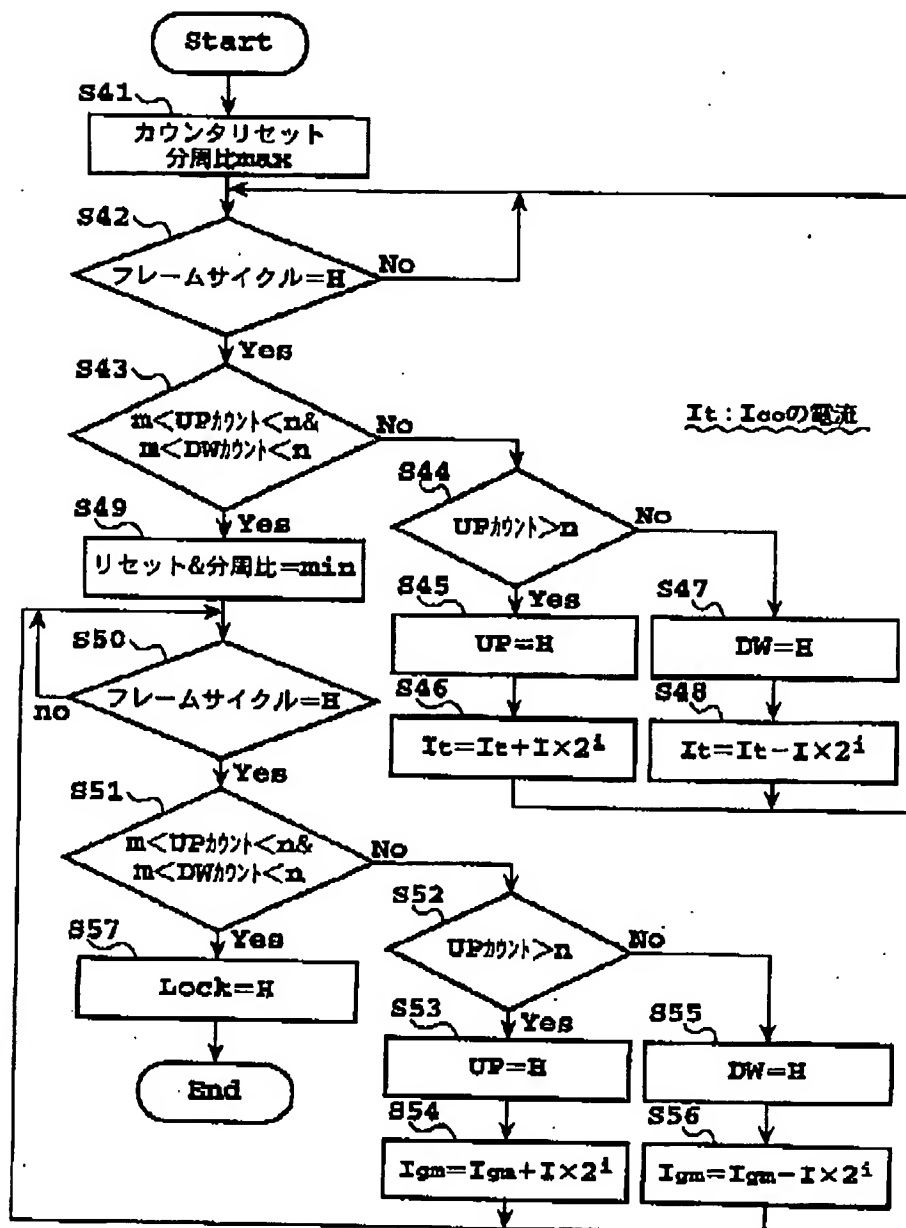 Start
S41
カウンタリセット
分周比max
S42
フレームサイクル=H
No
Yes
S43
m<UPカウント<n&
m<DWカウント<n
No
Yes
It:Icoの電流
S44
UPカウント>n
No
Yes
S45
UP=H
S46
It=It+I×2^i
S47
DW=H
S48
It=It-I×2^i
S49
リセット&分周比=min
S50
フレームサイクル=H
no
Yes
S51
m<UPカウント<n&
m<DWカウント<n
No
Yes
S52
UPカウント>n
No
Yes
S53
UP=H
S54
Igm=Igm+I×2^i
S55
DW=H
S56
Igm=Igm-I×2^i
S57
Lock=H
End